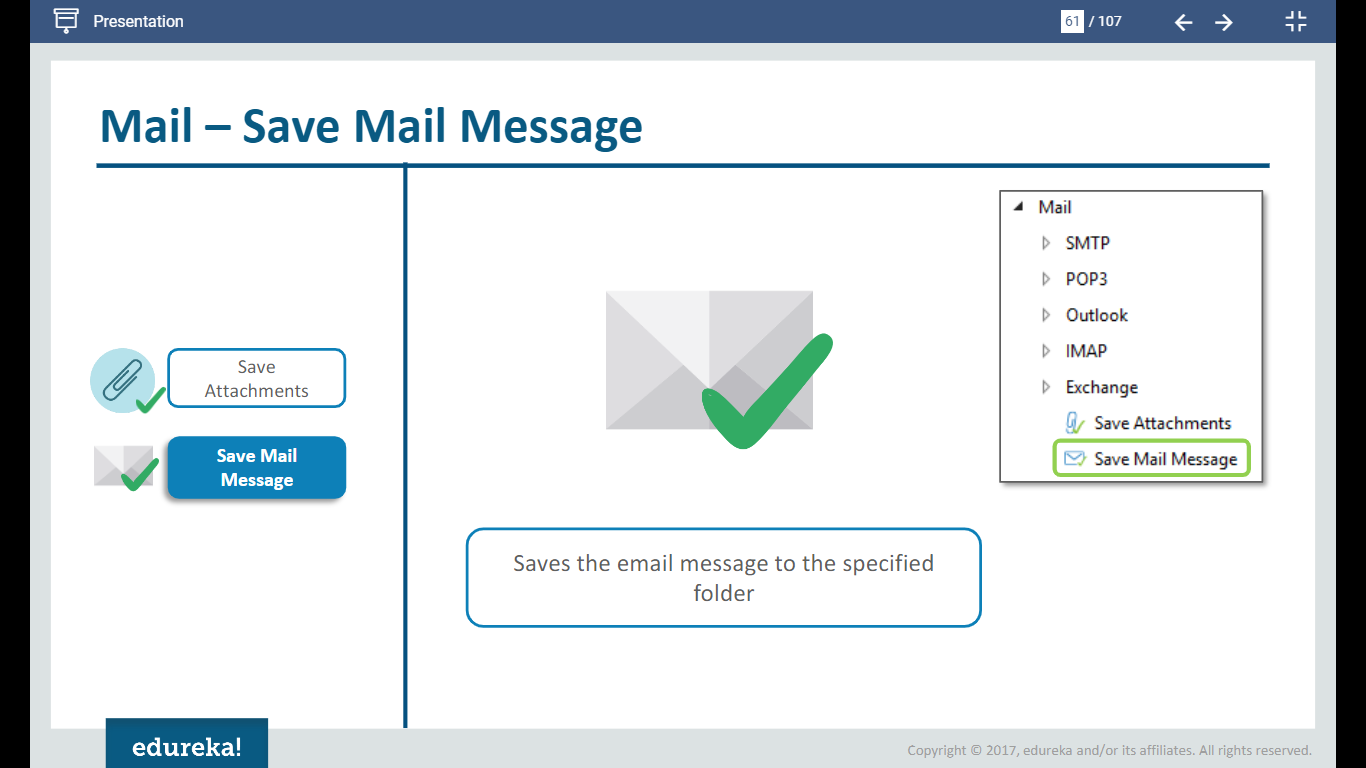 Presentation
61 / 107
Mail – Save Mail Message
Save
Attachments
Save Mail
Message
Saves the email message to the specified
folder
Mail
SMTP
POP3
Outlook
IMAP
Exchange
Save Attachments
Save Mail Message
edureka!
Copyright © 2017, edureka and/or its affiliates. All rights reserved.